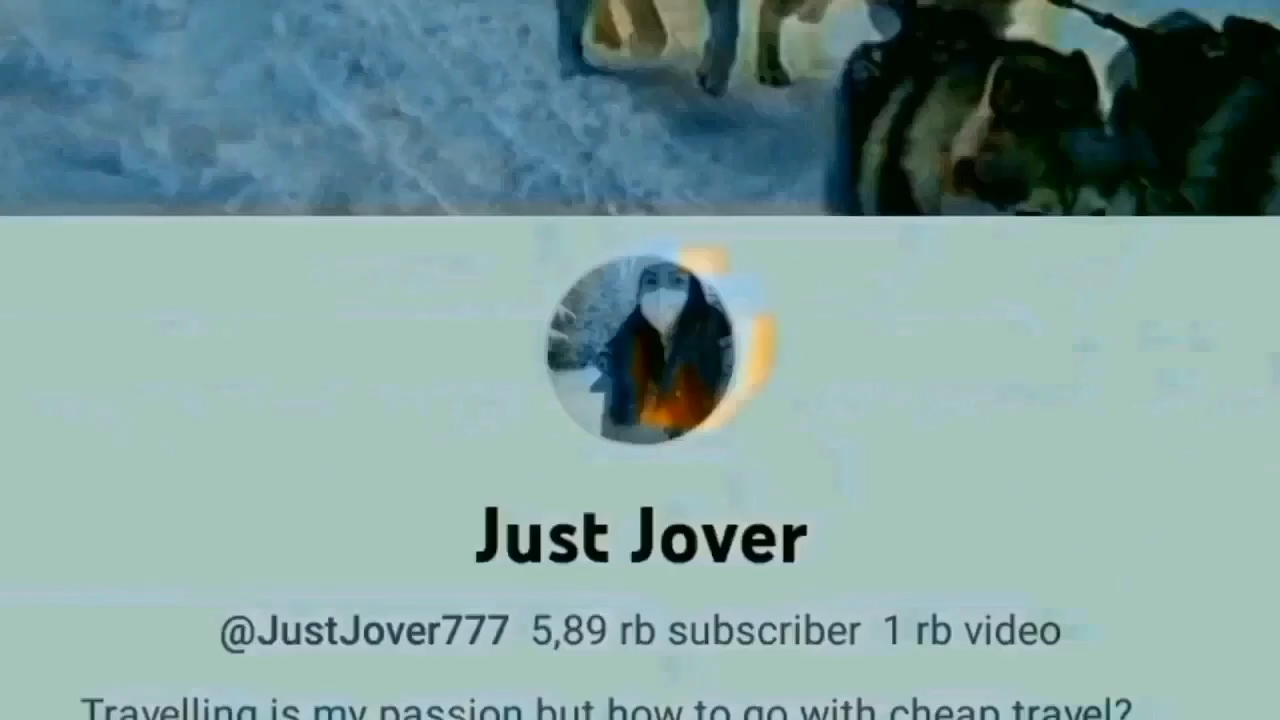 Just Jover
@JustJover777 5,89 rb subscriber 1 rb video
Travelling is my passion but how to go with cheap travel?